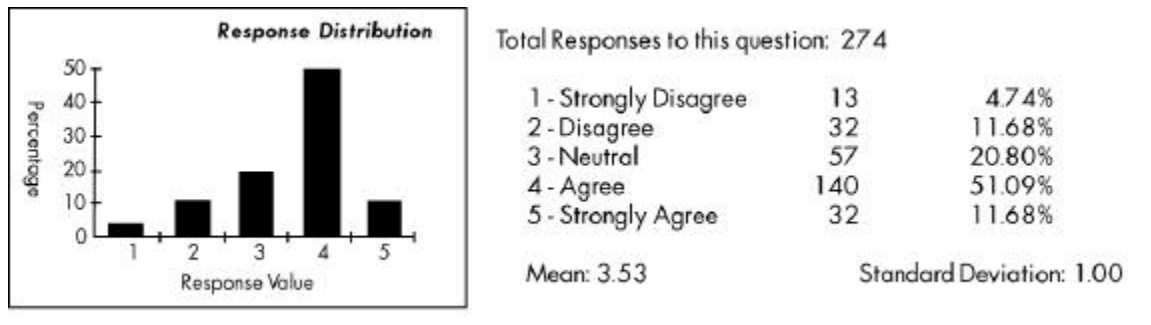 Response Distribution
Percentage
50
40
30
20
10
0
1 2 3 4 5
Response Value
Total Responses to this question: 274
1 - Strongly Disagree 13 4.74%
2 - Disagree 32 11.68%
3 - Neutral 57 20.80%
4 - Agree 140 51.09%
5 - Strongly Agree 32 11.68%
Mean: 3.53 Standard Deviation: 1.00